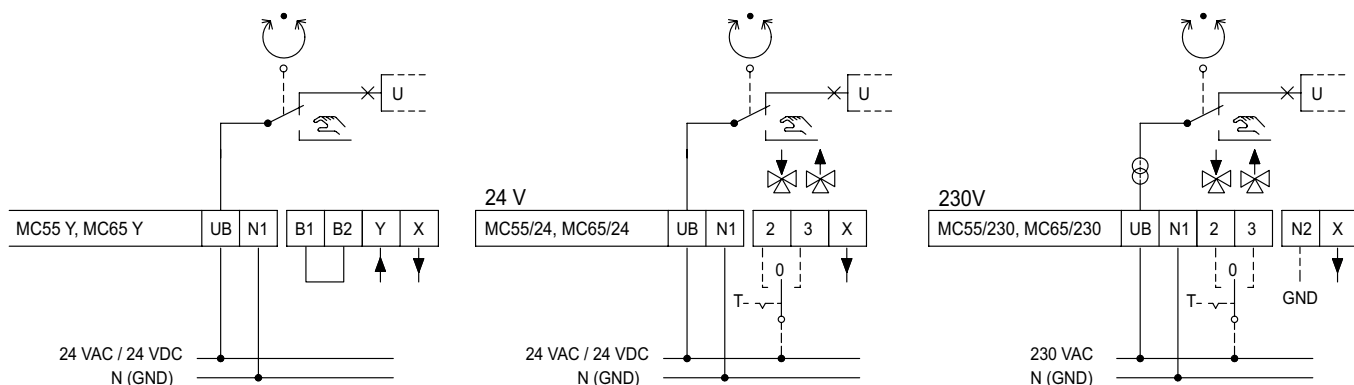 U
MC55 Y, MC65 Y UB N1 B1 B2 Y X
24 VAC / 24 VDC
N (GND)
U
24 V
MC55/24, MC65/24 UB N1 2 3 X
0
T
24 VAC / 24 VDC
N (GND)
U
230V
MC55/230, MC65/230 UB N1 2 3 N2 X
0
T
GND
230 VAC
N (GND)